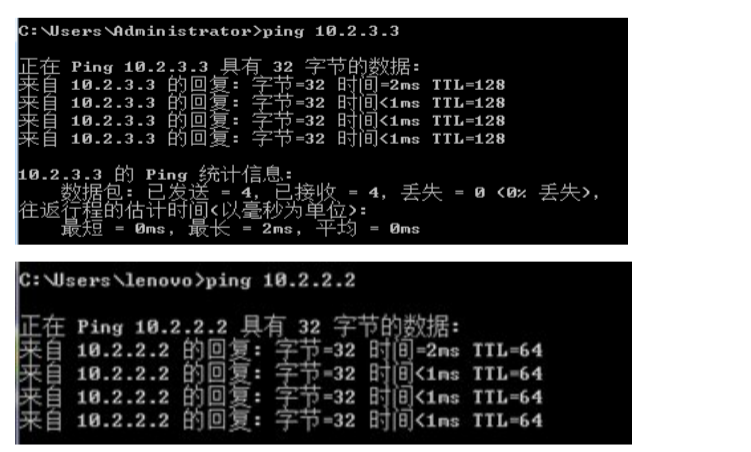 C:\Users\Administrator>ping 10.2.3.3
正在 Ping 10.2.3.3 具有 32 字节的数据:
来自 10.2.3.3 的回复: 字节=32 时间=2ms TTL=128
来自 10.2.3.3 的回复: 字节=32 时间<1ms TTL=128
来自 10.2.3.3 的回复: 字节=32 时间<1ms TTL=128
来自 10.2.3.3 的回复: 字节=32 时间<1ms TTL=128
10.2.3.3 的 Ping 统计信息:
数据包: 已发送 = 4, 已接收 = 4, 丢失 = 0 <0% 丢失>,
往返行程的估计时间<以毫秒为单位>:
最短 = 0ms, 最长 = 2ms, 平均 = 0ms
C:\Users\lenovo>ping 10.2.2.2
正在 Ping 10.2.2.2 具有 32 字节的数据:
来自 10.2.2.2 的回复: 字节=32 时间=2ms TTL=64
来自 10.2.2.2 的回复: 字节=32 时间<1ms TTL=64
来自 10.2.2.2 的回复: 字节=32 时间<1ms TTL=64
来自 10.2.2.2 的回复: 字节=32 时间<1ms TTL=64